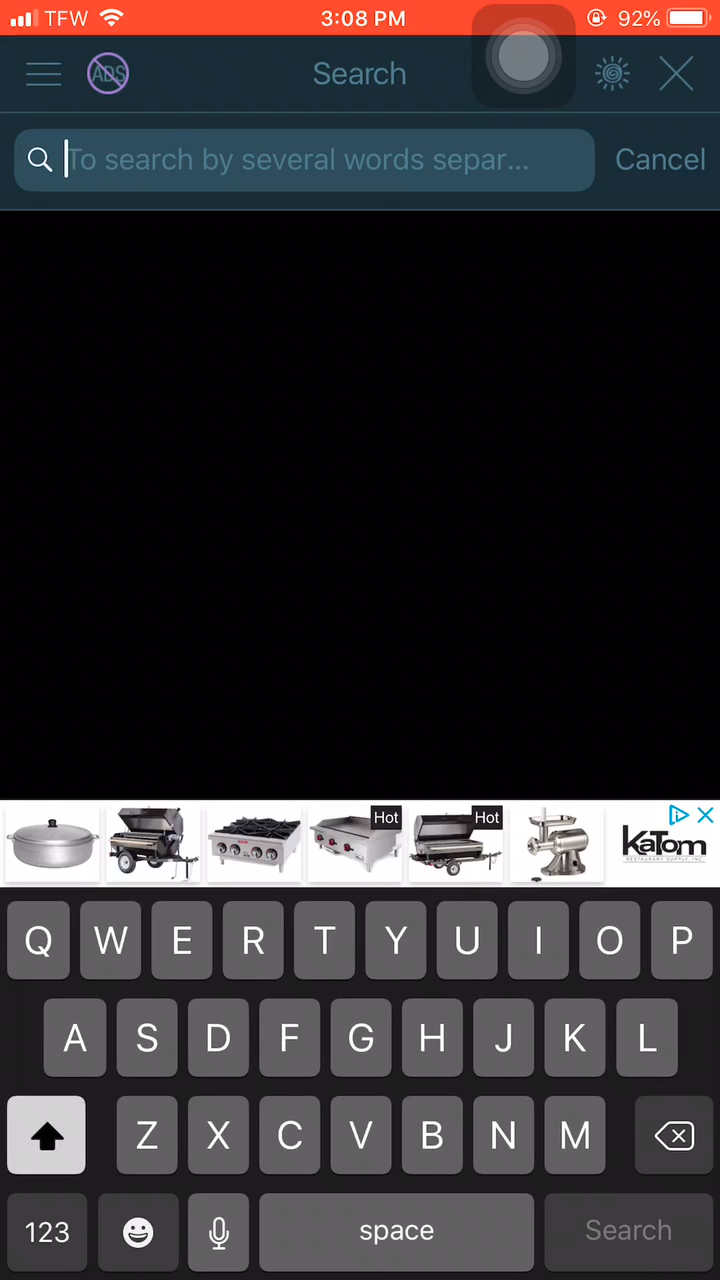 TFW 3:08 PM 92%
ADS Search
To search by several words separ... Cancel
Hot Hot
KaTom
RESTAURANT SUPPLY, INC.
Q W E R T Y U I O P
A S D F G H J K L
Z X C V B N M
123 space Search